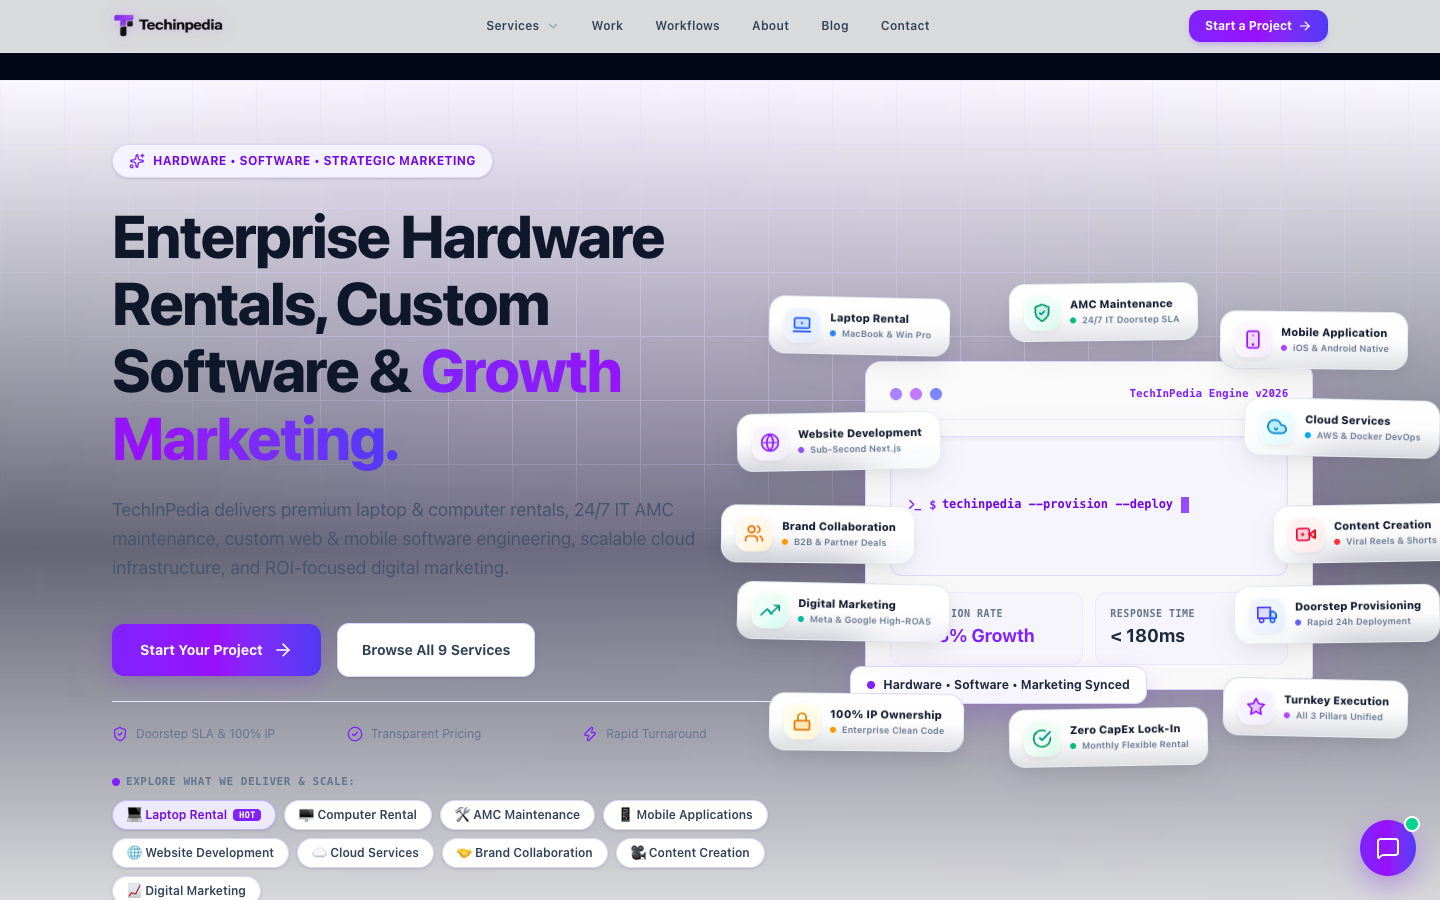 Techinpedia
Services
Work
Workflows
About
Blog
Contact
Start a Project
HARDWARE • SOFTWARE • STRATEGIC MARKETING
Enterprise Hardware
Rentals, Custom
Software & Growth
Marketing.
TechInPedia delivers premium laptop & computer rentals, 24/7 IT AMC
maintenance, custom web & mobile software engineering, scalable cloud
infrastructure, and ROI-focused digital marketing.
Start Your Project
Browse All 9 Services
Doorstep SLA & 100% IP
Transparent Pricing
Rapid Turnaround
EXPLORE WHAT WE DELIVER & SCALE:
Laptop Rental HOT
Computer Rental
AMC Maintenance
Mobile Applications
Website Development
Cloud Services
Brand Collaboration
Content Creation
Digital Marketing
Laptop Rental
MacBook & Win Pro
AMC Maintenance
24/7 IT Doorstep SLA
Mobile Application
iOS & Android Native
TechInPedia Engine v2026
Website Development
Sub-Second Next.js
Cloud Services
AWS & Docker DevOps
>_ $ techinpedia --provision --deploy
Brand Collaboration
B2B & Partner Deals
Content Creation
Viral Reels & Shorts
Digital Marketing
Meta & Google High-ROAS
RATE
% Growth
RESPONSE TIME
< 180ms
Doorstep Provisioning
Rapid 24h Deployment
Hardware • Software • Marketing Synced
100% IP Ownership
Enterprise Clean Code
Zero CapEx Lock-In
Monthly Flexible Rental
Turnkey Execution
All 3 Pillars Unified